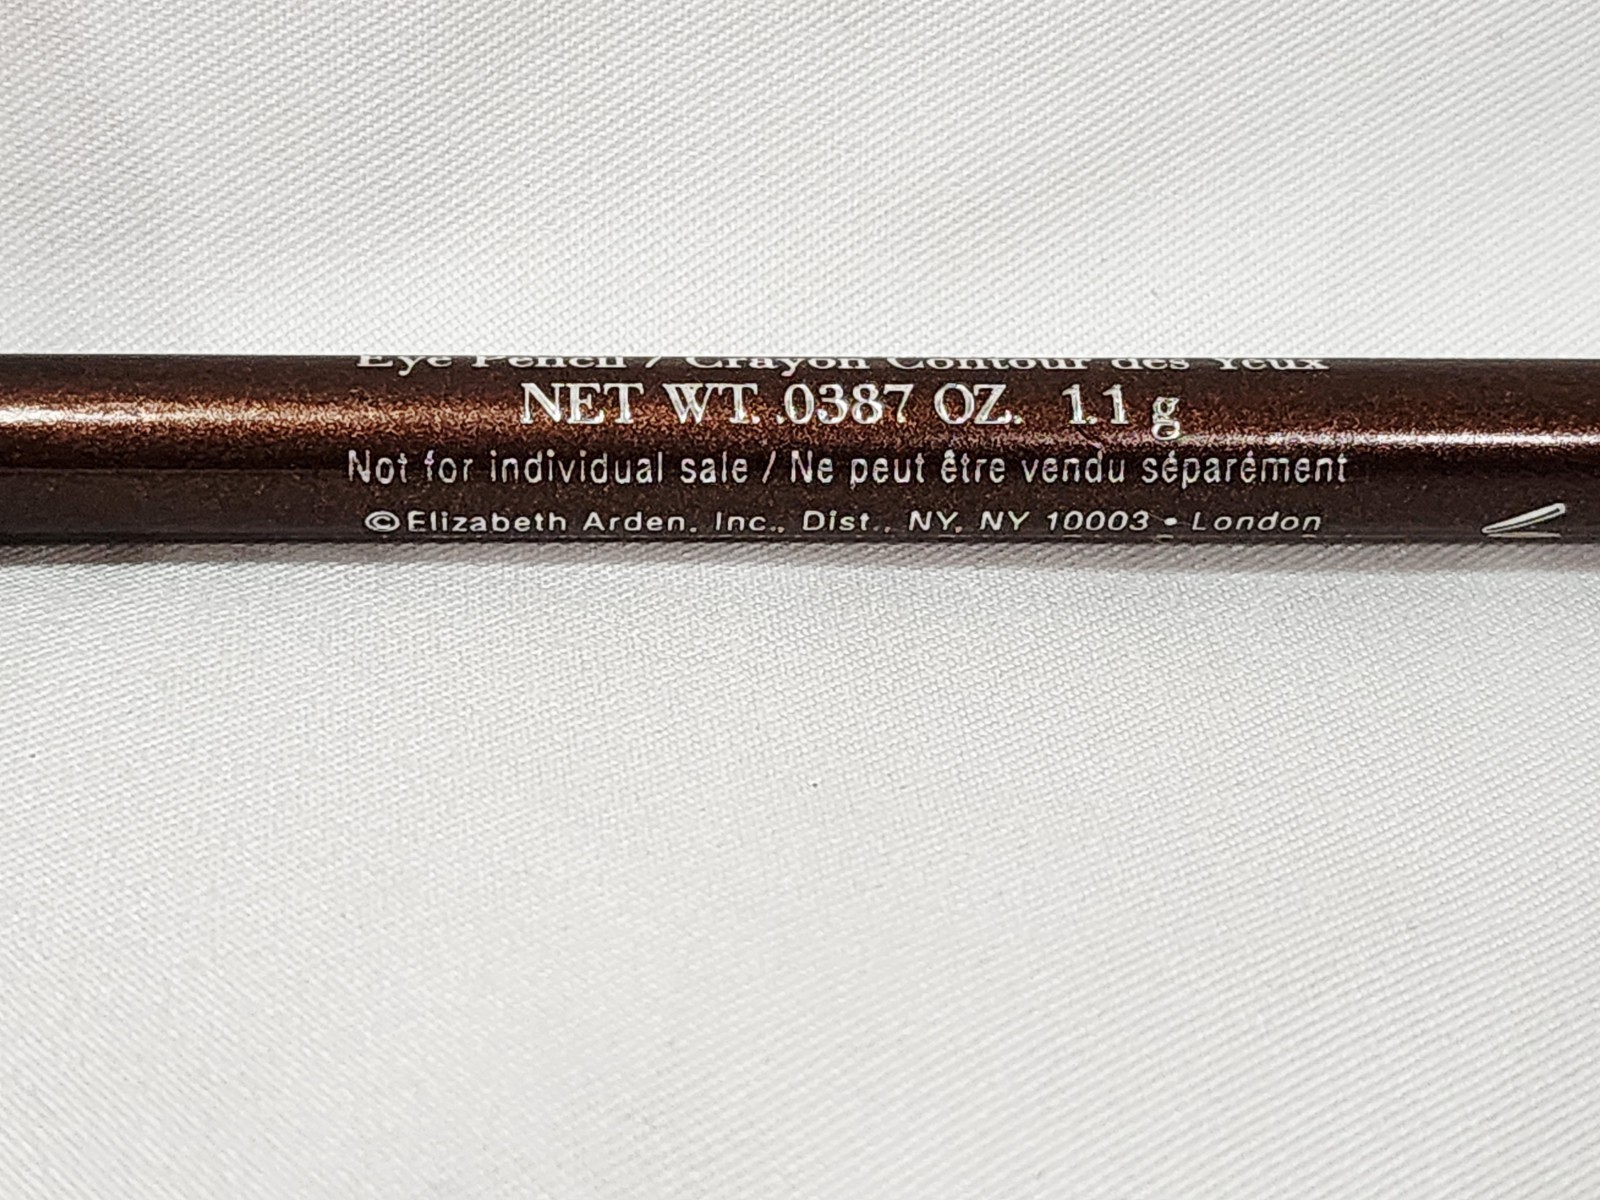 Eye Pencil / Crayon Contour des Yeux
NET WT. .0387 OZ. 1.1 g
Not for individual sale / Ne peut être vendu séparément
©Elizabeth Arden, Inc., Dist., NY, NY 10003 • London